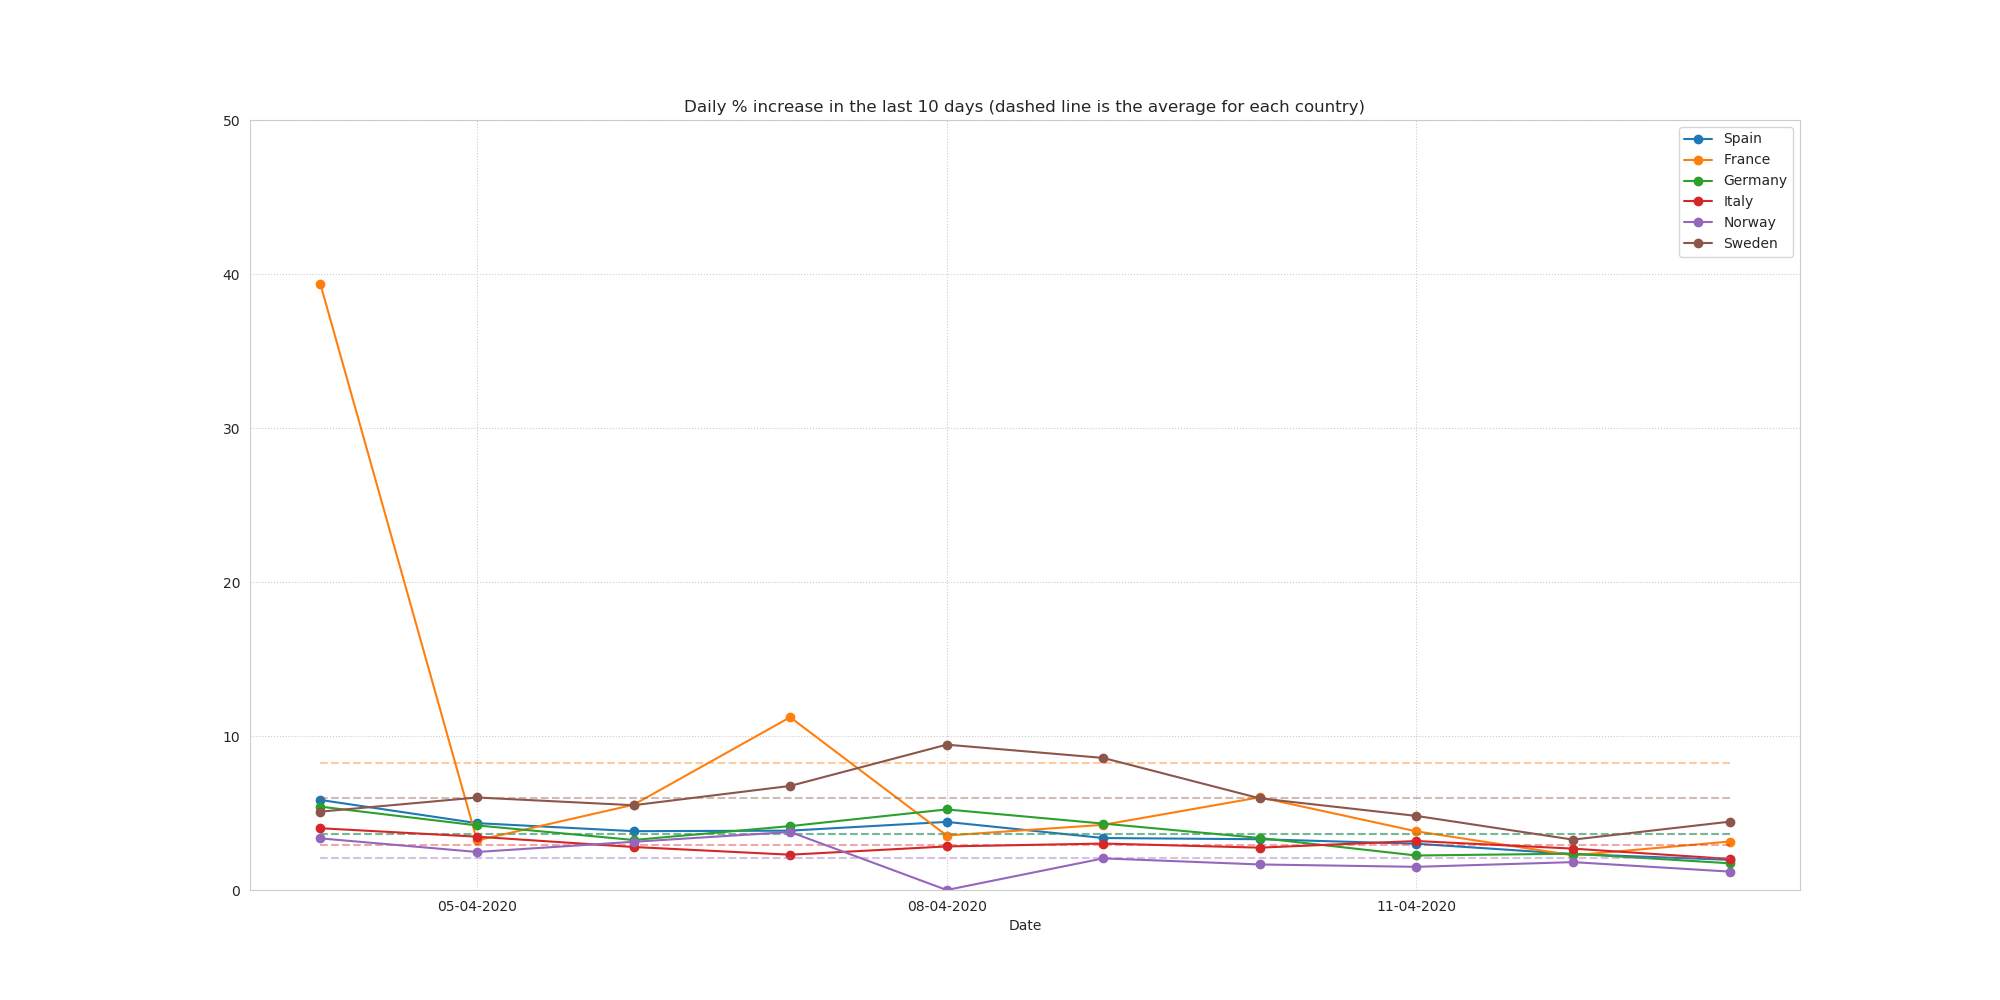 Daily % increase in the last 10 days (dashed line is the average for each country)
50
40
30
20
10
0
Spain
France
Germany
Italy
Norway
Sweden
05-04-2020
08-04-2020
11-04-2020
Date